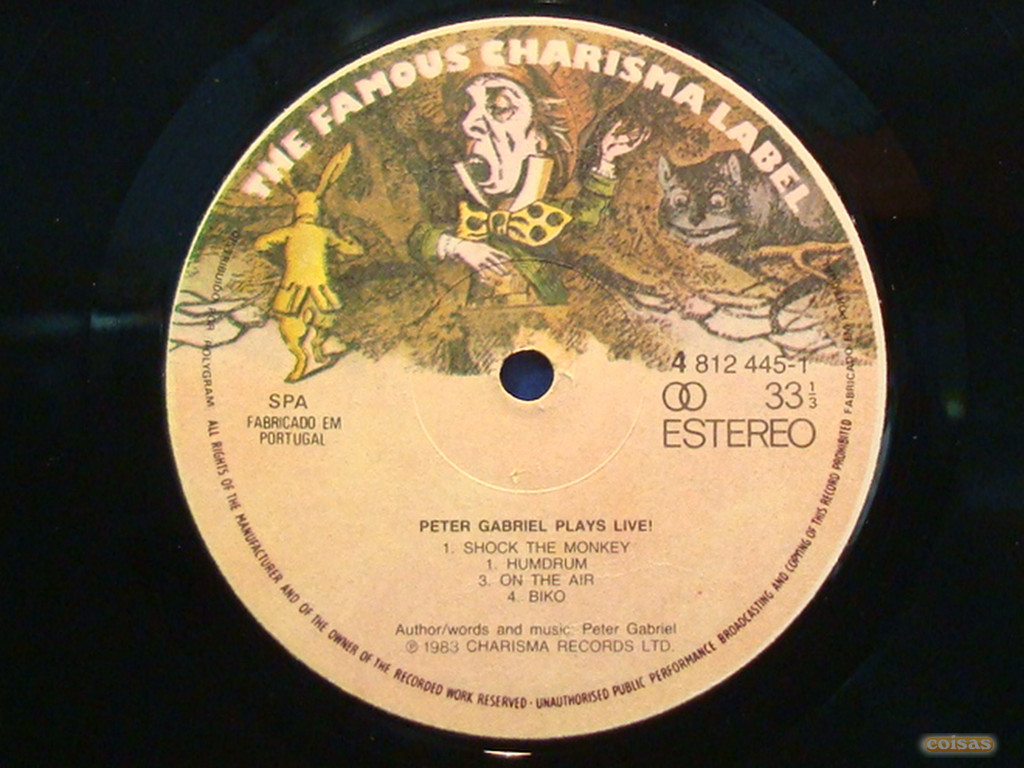 THE FAMOUS CHARISMA LABEL
4 812 445-1
33 1/3
ESTEREO
SPA
FABRICADO EM
PORTUGAL
PETER GABRIEL PLAYS LIVE!
1. SHOCK THE MONKEY
1. HUMDRUM
3. ON THE AIR
4. BIKO
Author/words and music: Peter Gabriel
℗ 1983 CHARISMA RECORDS LTD.
DISTRIBUIDO POR POLYGRAM. ALL RIGHTS OF THE MANUFACTURER AND OF THE OWNER OF THE RECORDED WORK RESERVED · UNAUTHORISED PUBLIC PERFORMANCE BROADCASTING AND COPYING OF THIS RECORD PROHIBITED FABRICADO EM
coisas